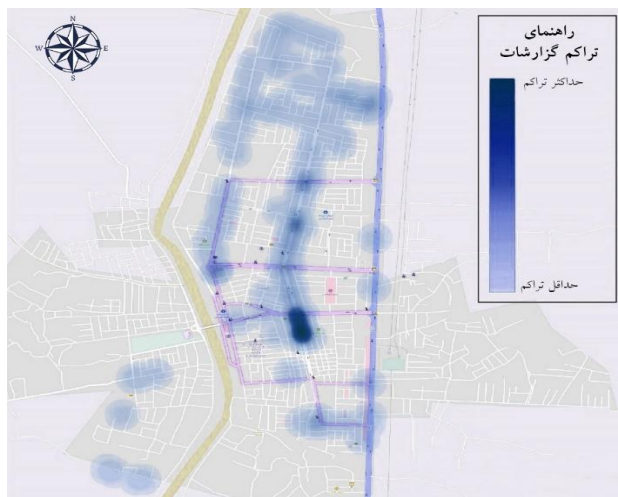 N
W E
S
راهنمای
تراکم گزارشات
حداکثر تراکم
حداقل تراکم